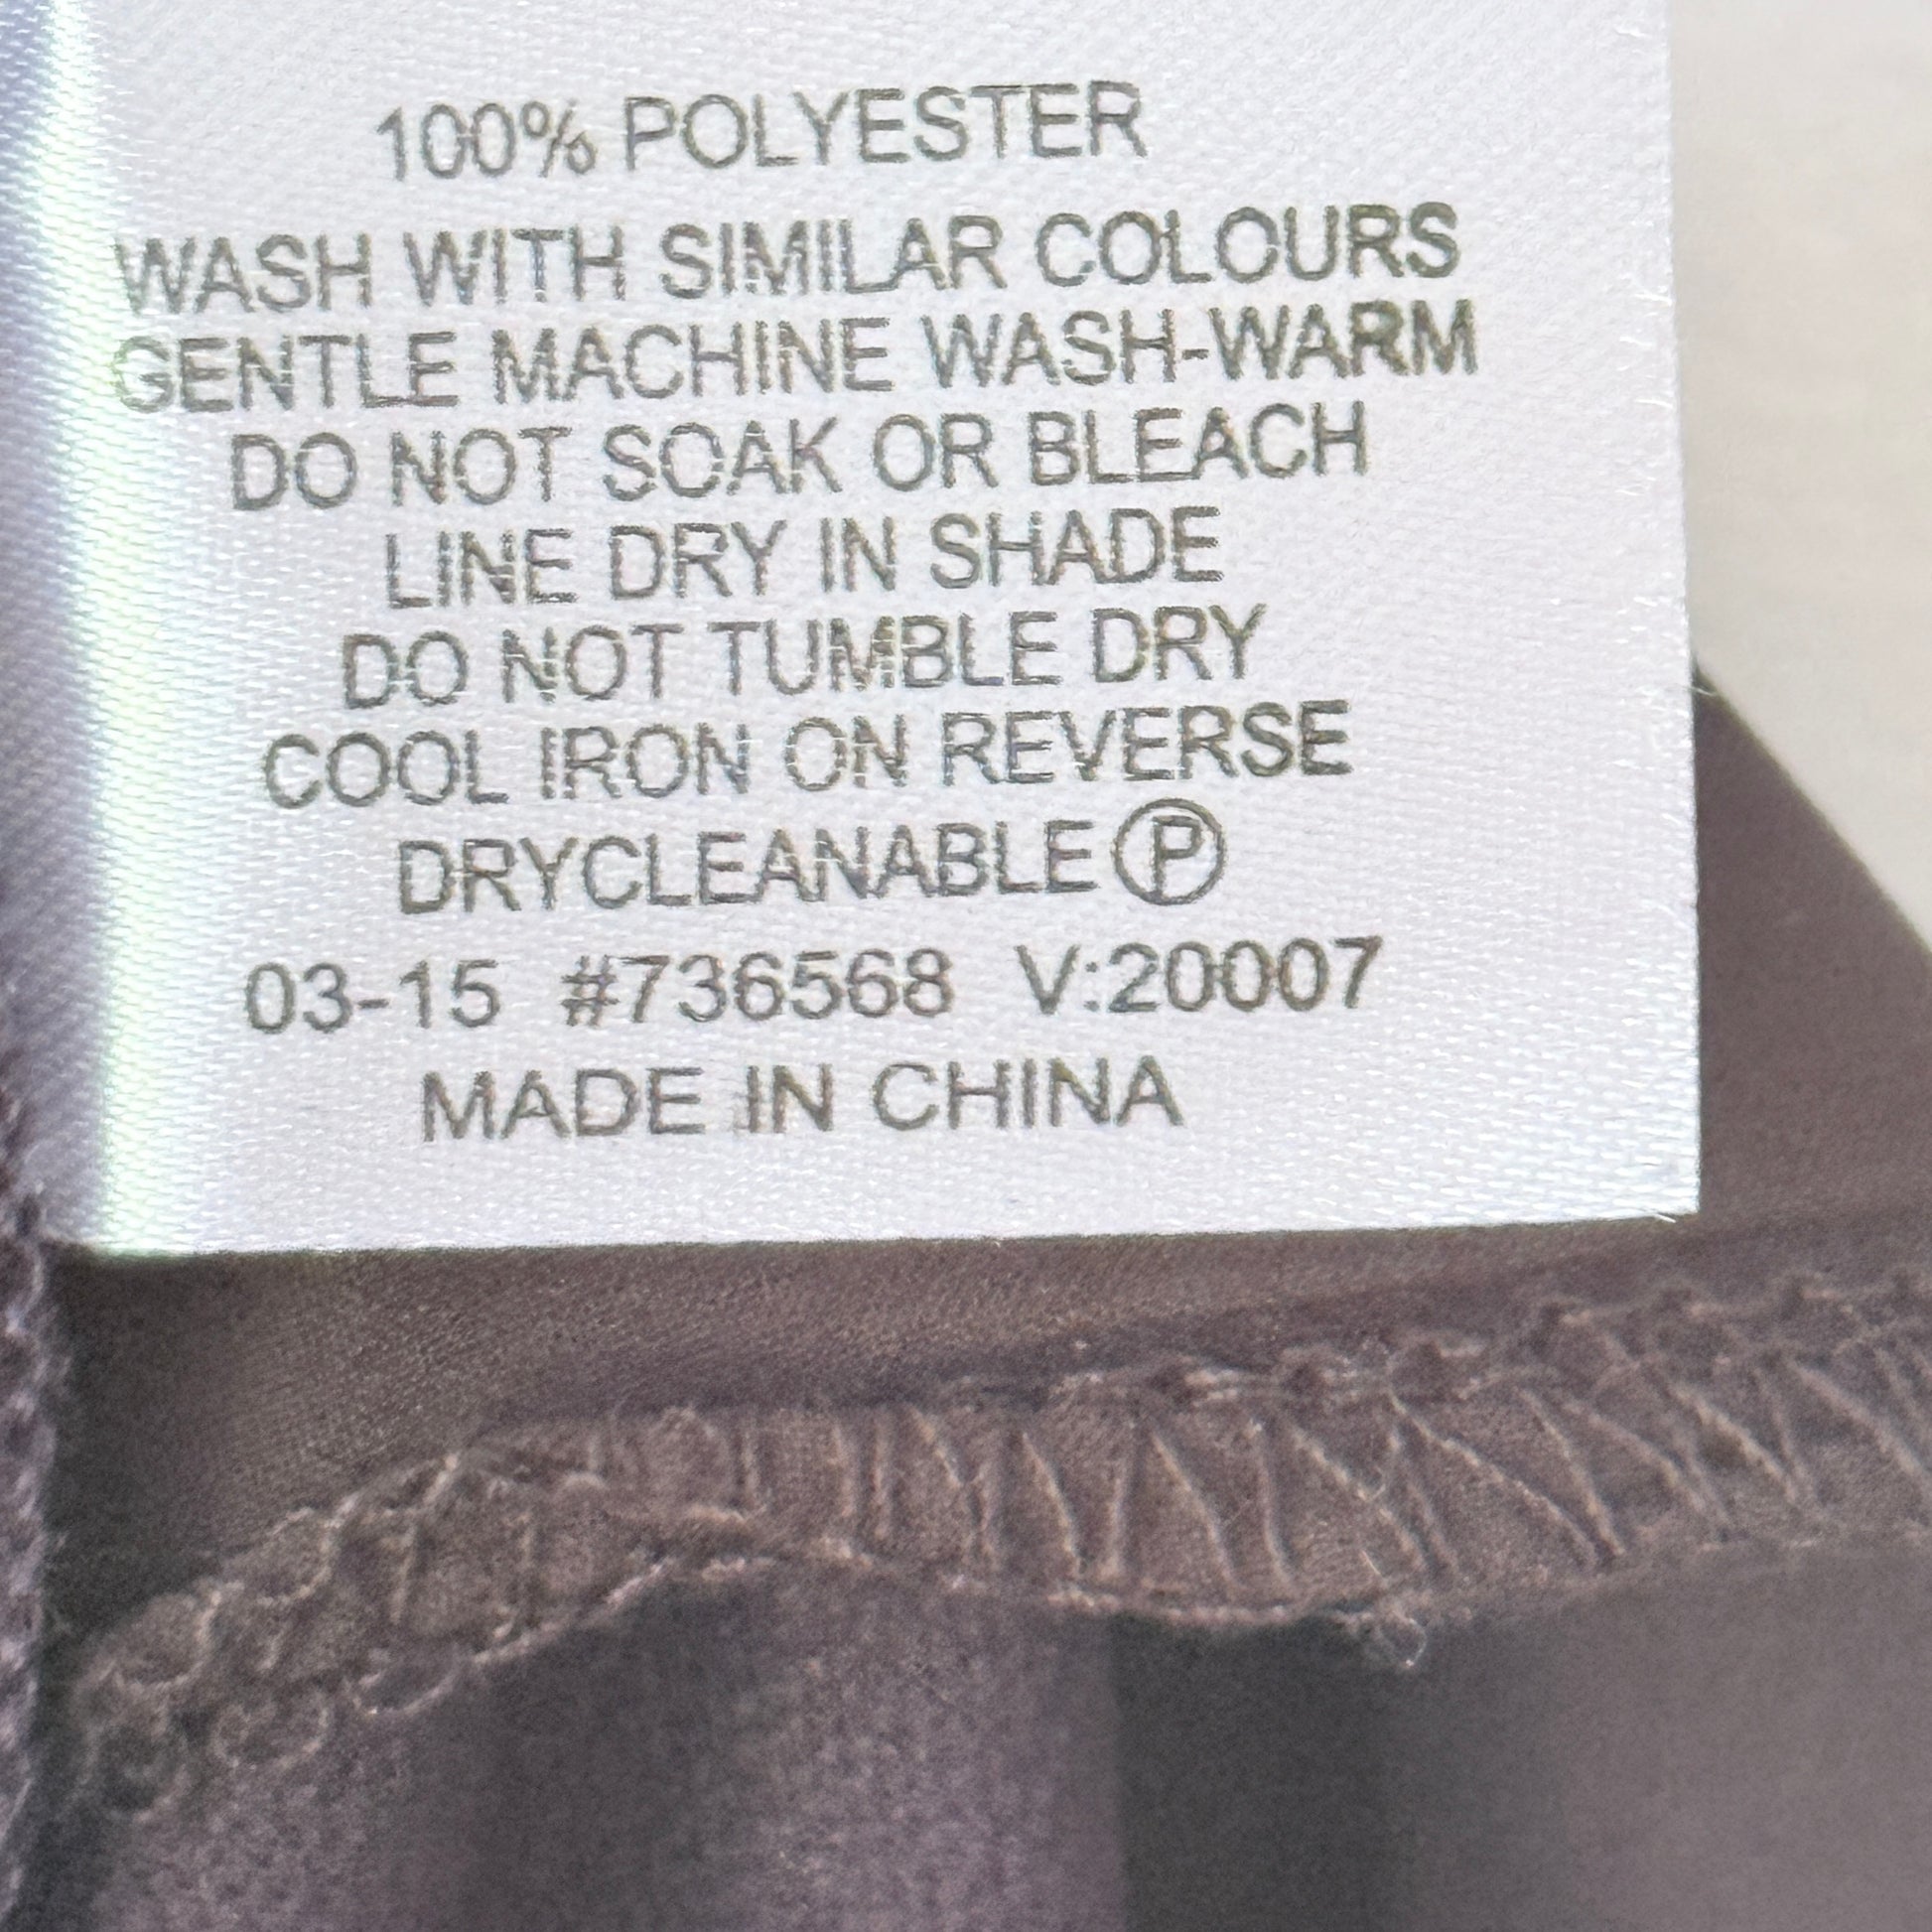 100% POLYESTER
WASH WITH SIMILAR COLOURS
GENTLE MACHINE WASH-WARM
DO NOT SOAK OR BLEACH
LINE DRY IN SHADE
DO NOT TUMBLE DRY
COOL IRON ON REVERSE
DRYCLEANABLE Ⓟ
03-15 #736568 V:20007
MADE IN CHINA